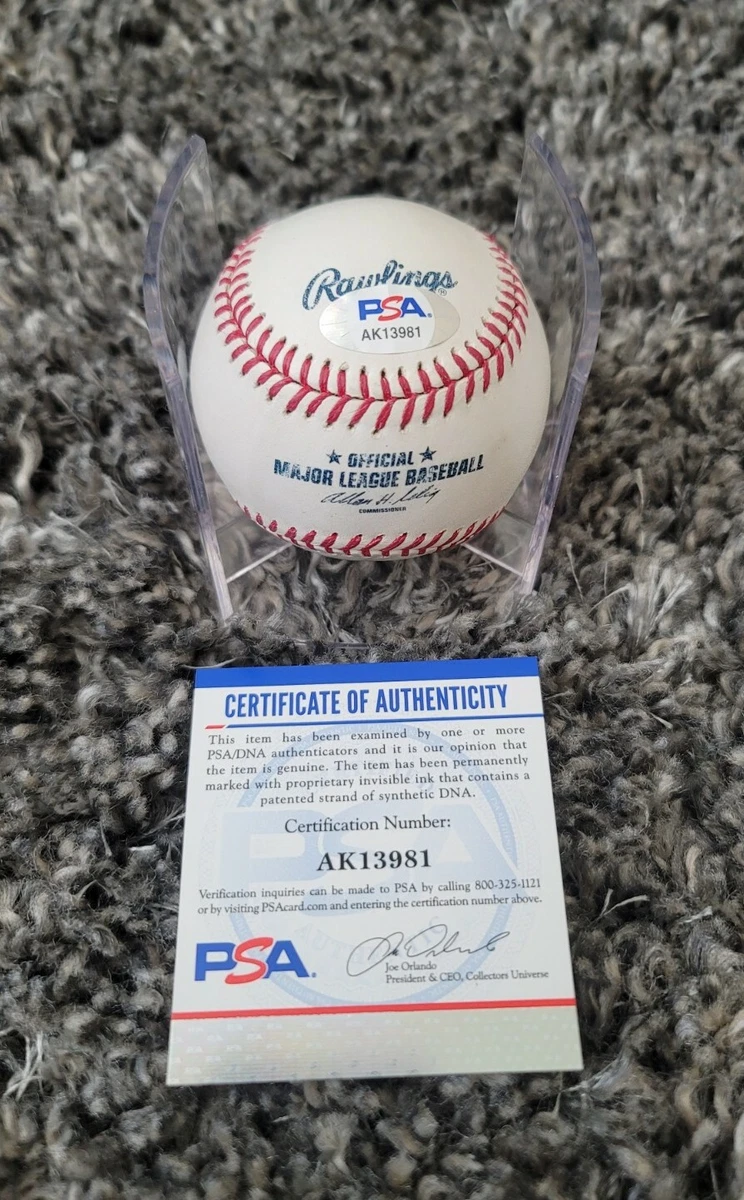 Rawlings®
PSA.
AK13981
★ OFFICIAL ★
MAJOR LEAGUE BASEBALL
Allan H. Selig
COMMISSIONER
CERTIFICATE OF AUTHENTICITY
This item has been examined by one or more
PSA/DNA authenticators and it is our opinion that
the item is genuine. The item has been permanently
marked with proprietary invisible ink that contains a
patented strand of synthetic DNA.
Certification Number:
AK13981
Verification inquiries can be made to PSA by calling 800-325-1121
or by visiting PSAcard.com and entering the certification number above.
PSA.
Joe Orlando
Joe Orlando
President & CEO, Collectors Universe